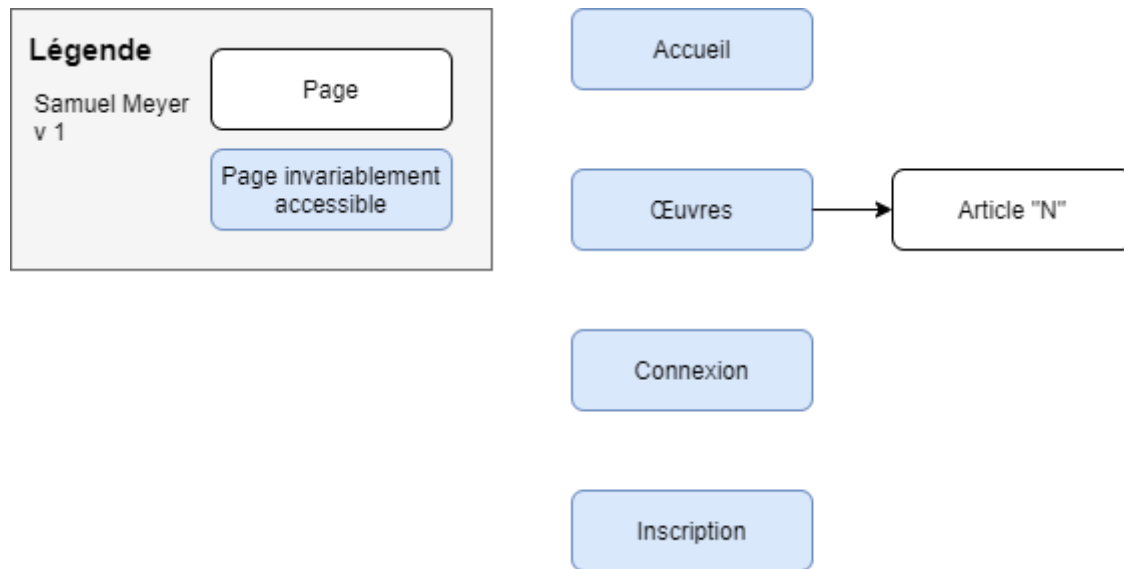 Légende
Samuel Meyer
v 1
Page
Page invariablement
accessible
Accueil
Œuvres
Article "N"
Connexion
Inscription